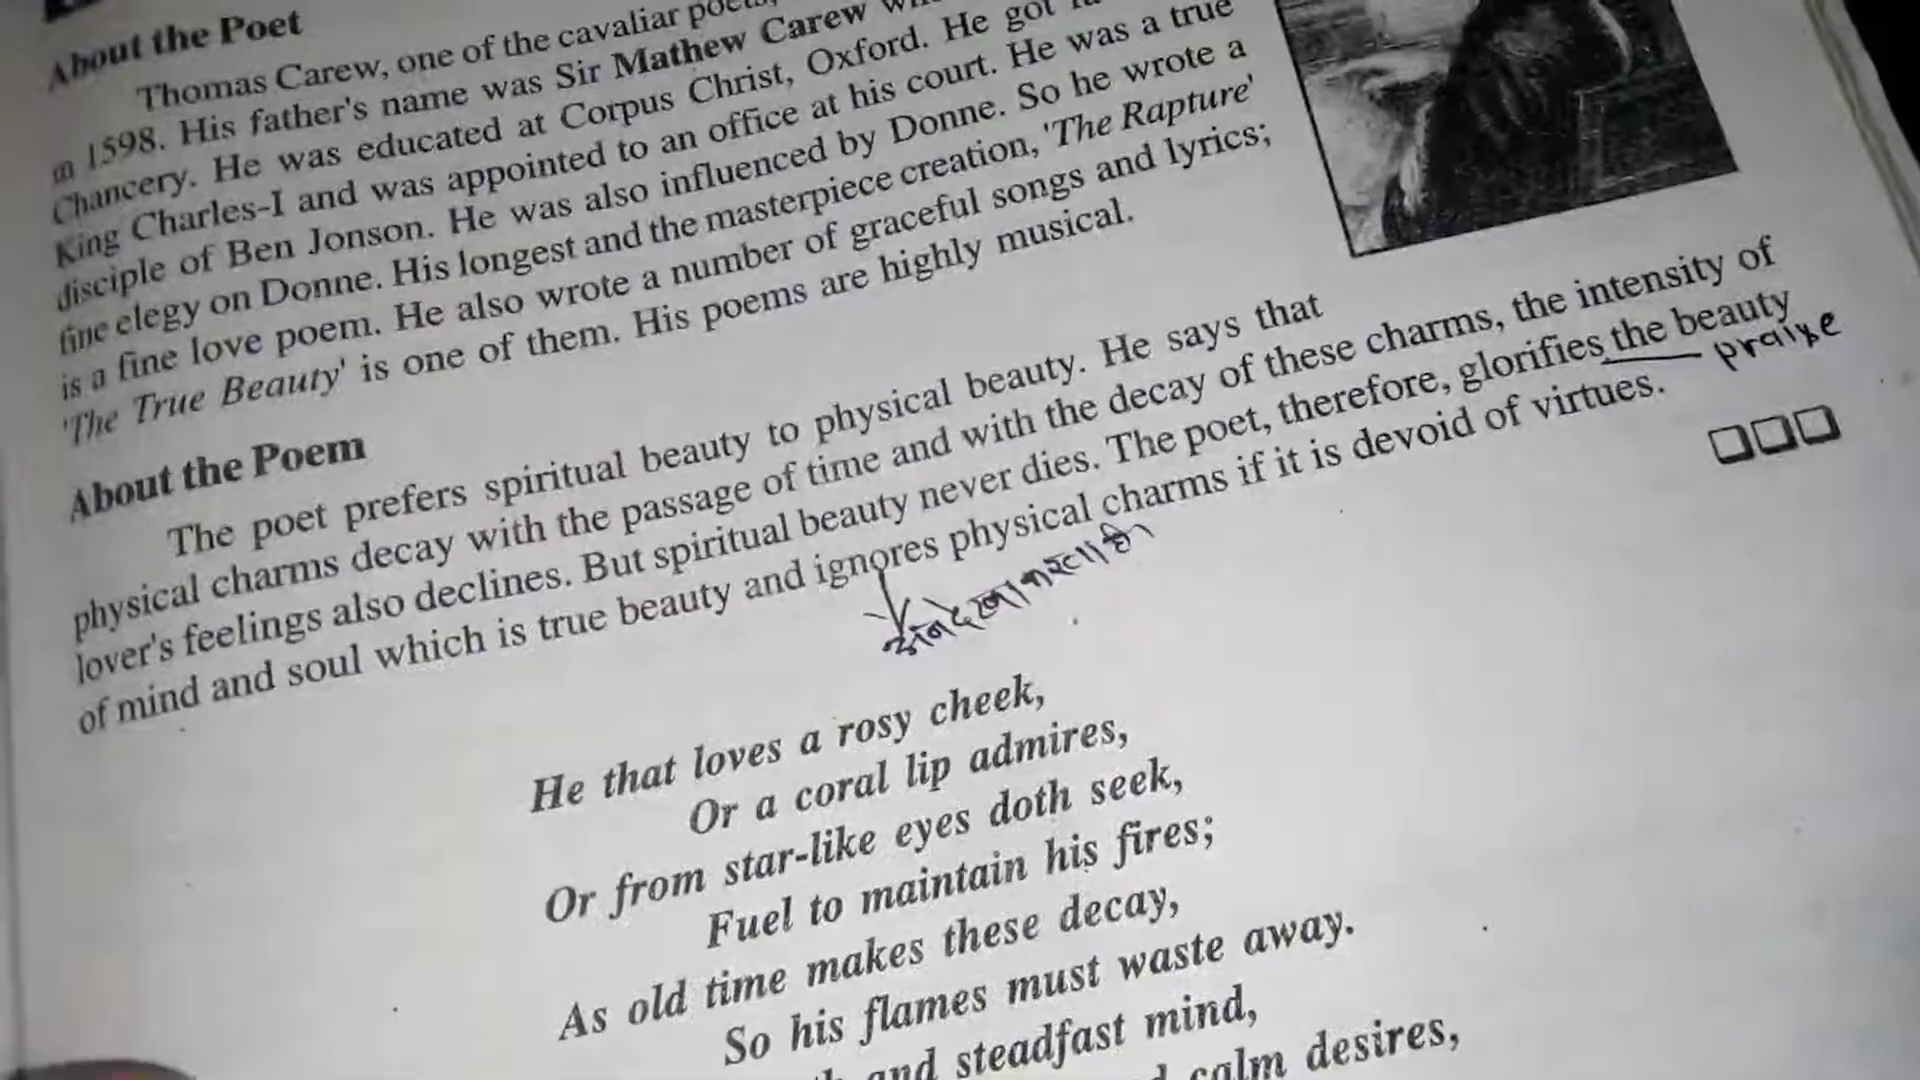 About the Poet
Thomas Carew, one of the cavaliar
in 1598. His father's name was Sir Mathew Carew
Chancery. He was educated at Corpus Christ, Oxford. He got
King Charles-I and was appointed to an office at his court. He was a true
disciple of Ben Jonson. He was also influenced by Donne. So he wrote a
fine elegy on Donne. His longest and the masterpiece creation, 'The Rapture'
is a fine love poem. He also wrote a number of graceful songs and lyrics;
'The True Beauty' is one of them. His poems are highly musical.
About the Poem
The poet prefers spiritual beauty to physical beauty. He says that
physical charms decay with the passage of time and with the decay of these charms, the intensity of
lover's feelings also declines. But spiritual beauty never dies. The poet, therefore, glorifies the beauty
praise
of mind and soul which is true beauty and ignores physical charms if it is devoid of virtues.
He that loves a rosy cheek,
Or a coral lip admires,
Or from star-like eyes doth seek,
Fuel to maintain his fires;
As old time makes these decay,
So his flames must waste away.
and steadfast mind,
calm desires,